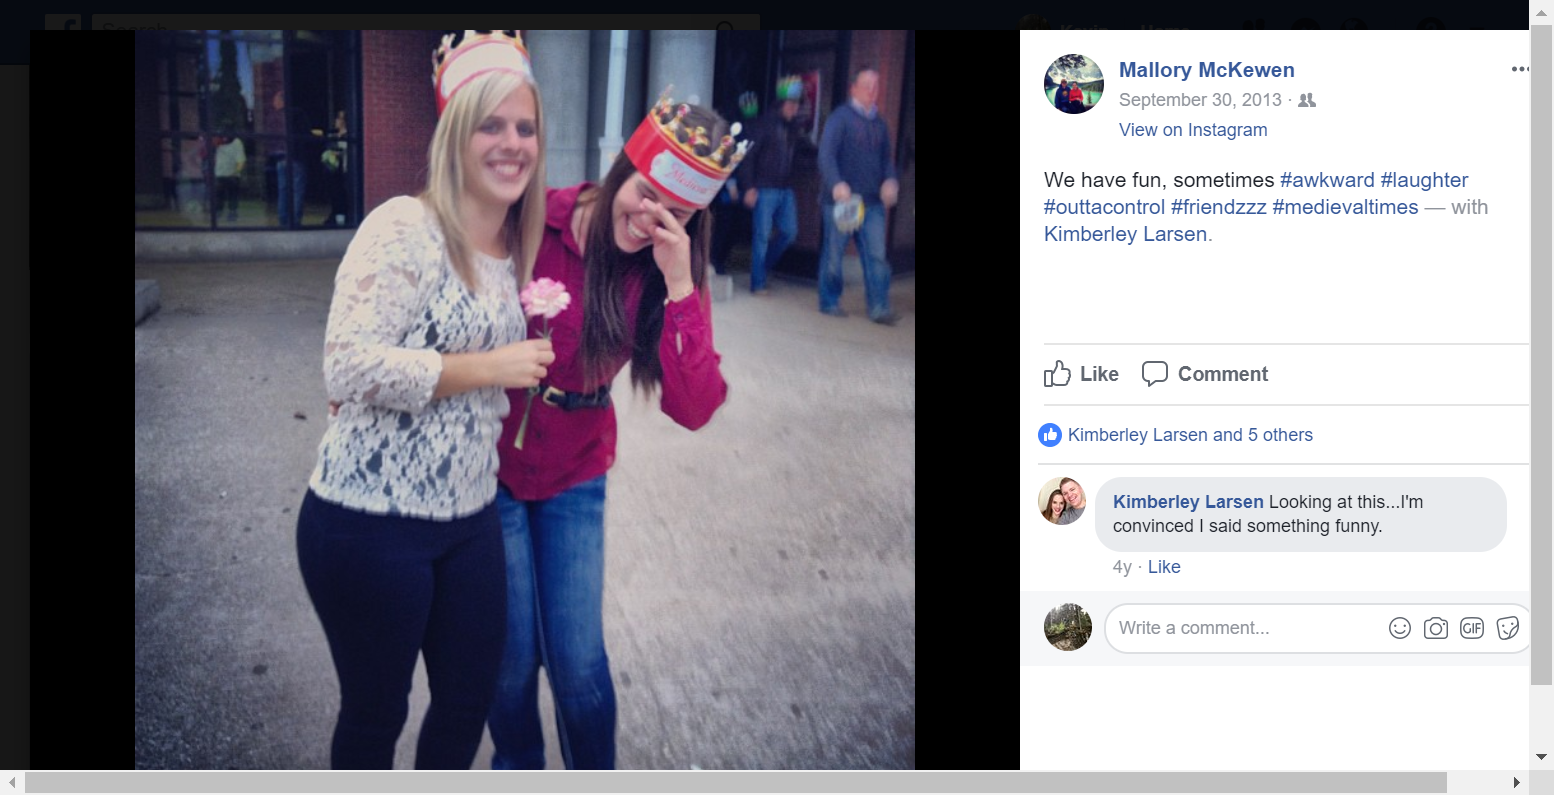 Search
Mallory McKewen
September 30, 2013 ·
View on Instagram
We have fun, sometimes #awkward #laughter
#outtacontrol #friendzzz #medievaltimes — with
Kimberley Larsen.
Like Comment
Kimberley Larsen and 5 others
Kimberley Larsen Looking at this...I'm
convinced I said something funny.
4y · Like
Write a comment...
GIF
Medieval